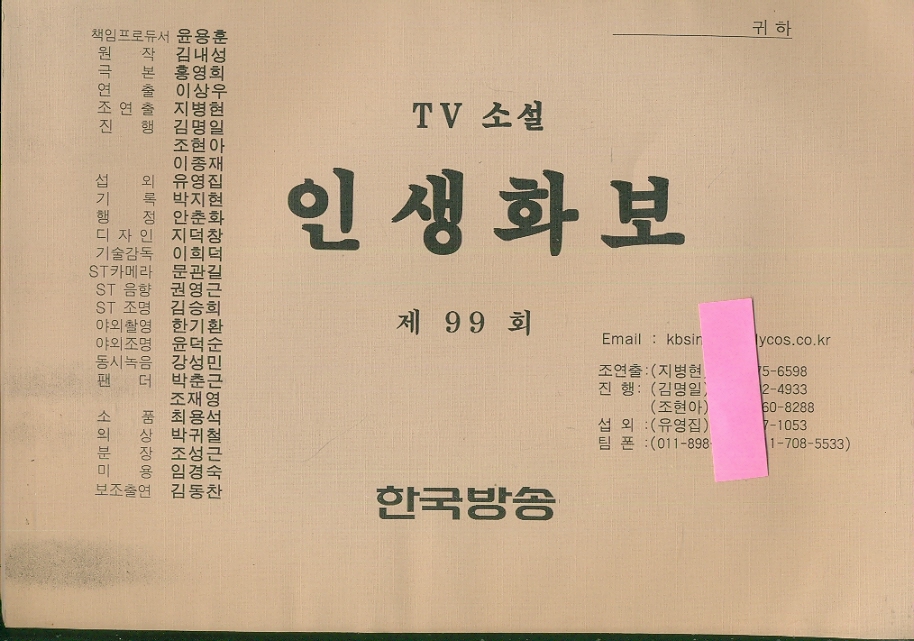 귀 하
책임프로듀서 윤용훈
원 작 김내성
극 본 홍영희
연 출 이상우
조 연 출 지병현
진 행 김명일
조현아
이종재
섭 외 유영집
기 록 박지현
행 정 안춘화
디 자 인 지덕창
기술감독 이희덕
ST카메라 문관길
ST 음향 권영근
ST 조명 김승희
야외촬영 한기환
야외조명 윤덕순
동시녹음 강성민
팬 더 박춘근
조재영
소 품 최용석
의 상 박귀철
분 장 조성근
미 용 임경숙
보조출연 김동찬
TV 소설
인생화보
제 99 회
한국방송
Email : kbsin lycos.co.kr
조연출:(지병현) 75-6598
진 행:(김명일) 2-4933
(조현아) 60-8288
섭 외:(유영집) 7-1053
팀 폰:(011-898- 1-708-5533)